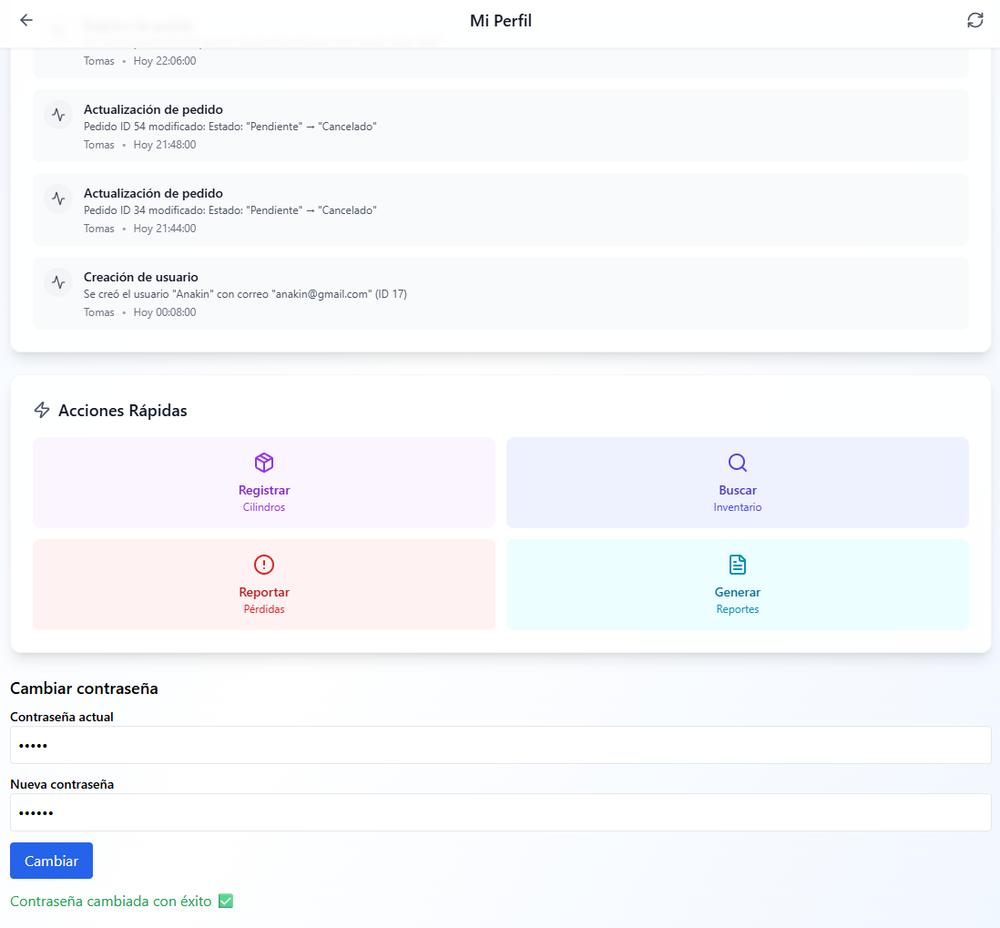 Mi Perfil
Tomas • Hoy 22:06:00
Actualización de pedido
Pedido ID 54 modificado: Estado: "Pendiente" → "Cancelado"
Tomas • Hoy 21:48:00
Actualización de pedido
Pedido ID 34 modificado: Estado: "Pendiente" → "Cancelado"
Tomas • Hoy 21:44:00
Creación de usuario
Se creó el usuario "Anakin" con correo "anakin@gmail.com" (ID 17)
Tomas • Hoy 00:08:00
Acciones Rápidas
Registrar
Cilindros
Buscar
Inventario
Reportar
Pérdidas
Generar
Reportes
Cambiar contraseña
Contraseña actual
•••••
Nueva contraseña
••••••
Cambiar
Contraseña cambiada con éxito ✅